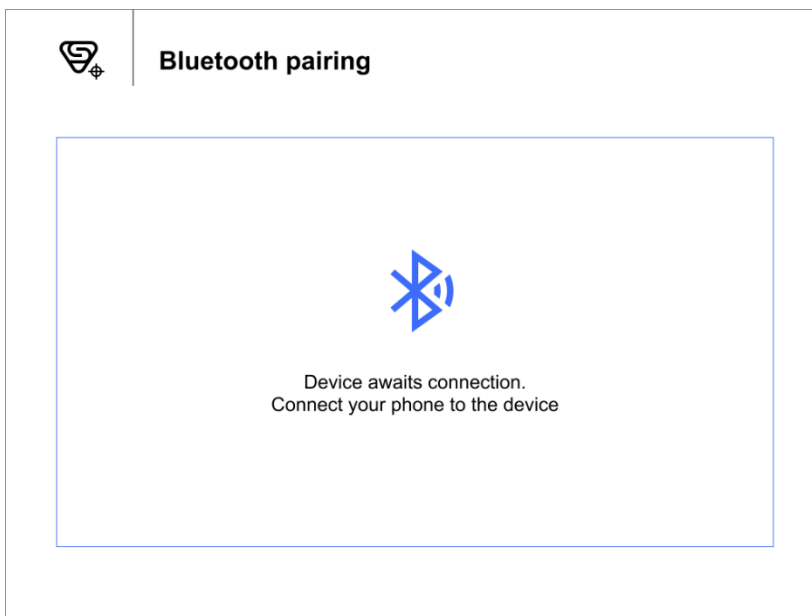 Bluetooth pairing
Device awaits connection.
Connect your phone to the device